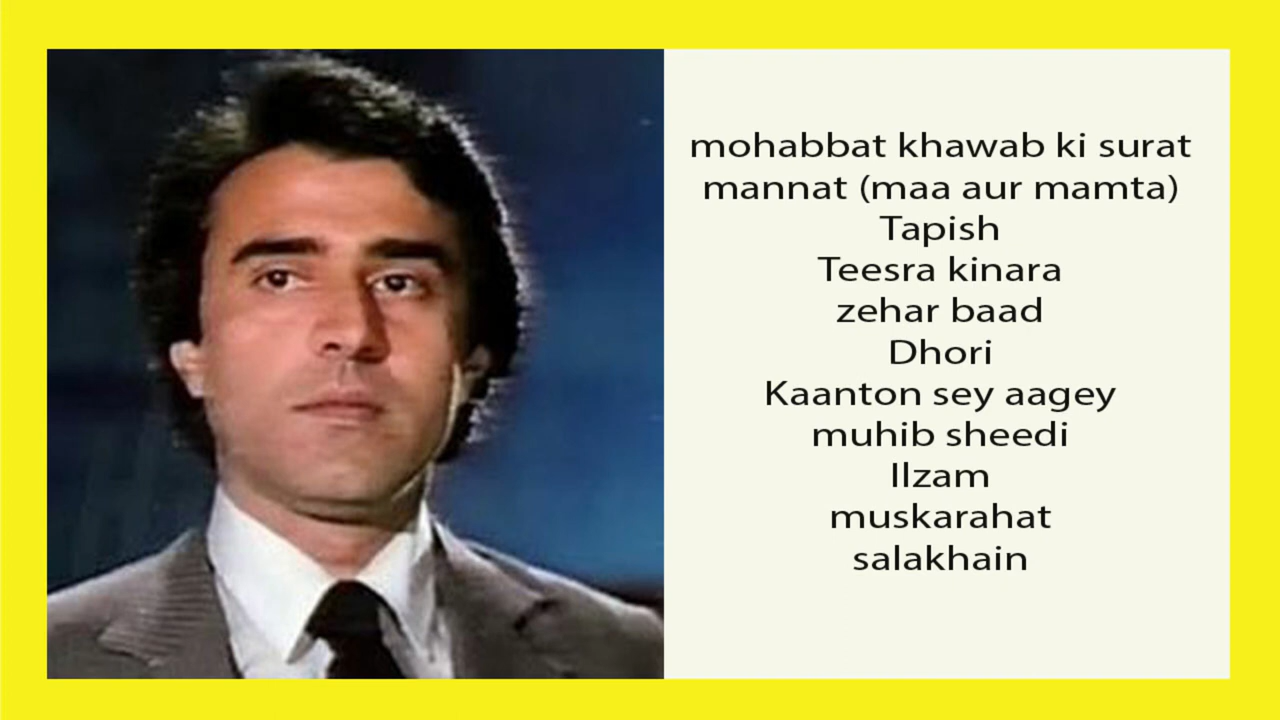 mohabbat khawab ki surat
mannat (maa aur mamta)
Tapish
Teesra kinara
zehar baad
Dhori
Kaanton sey aagey
muhib sheedi
Ilzam
muskarahat
salakhain